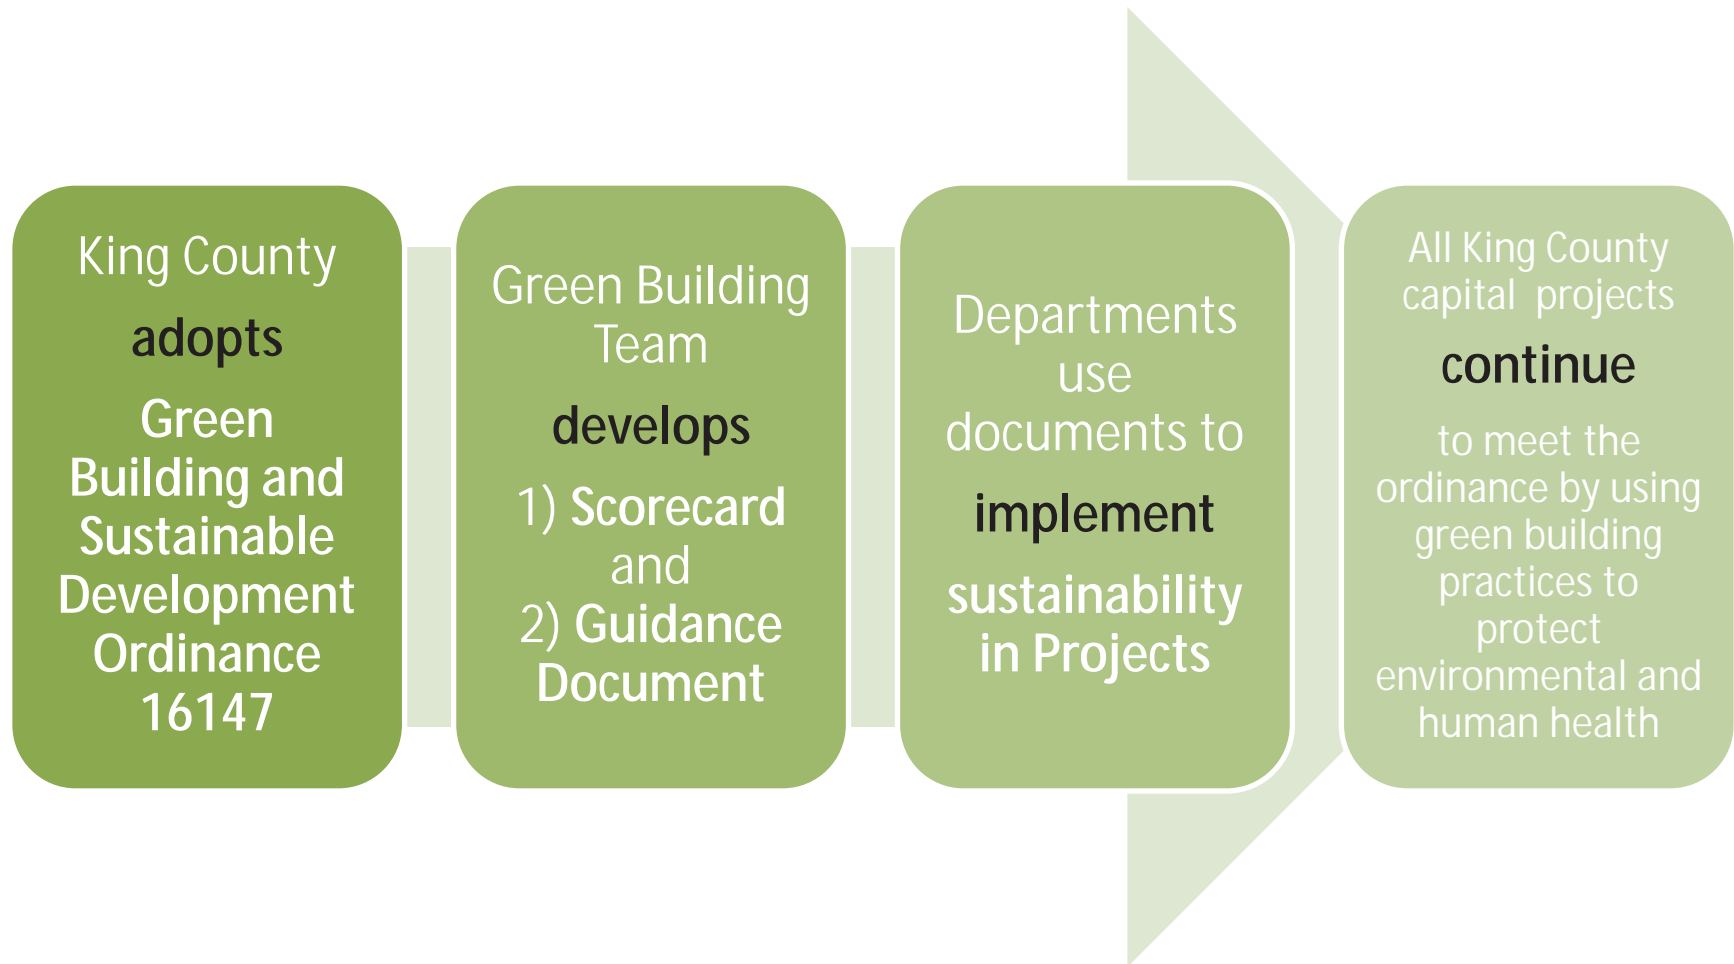 King County
adopts
Green
Building and
Sustainable
Development
Ordinance
16147
Green Building
Team
develops
1) Scorecard
and
2) Guidance
Document
Departments
use
documents to
implement
sustainability
in Projects
All King County
capital projects
continue
to meet the
ordinance by using
green building
practices to
protect
environmental and
human health